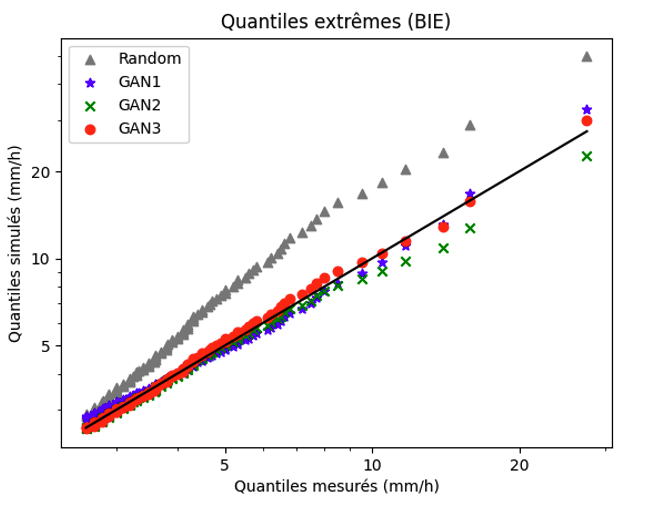 Quantiles extrêmes (BIE)
Random
GAN1
GAN2
GAN3
20
10
5
Quantiles simulés (mm/h)
5
10
20
Quantiles mesurés (mm/h)